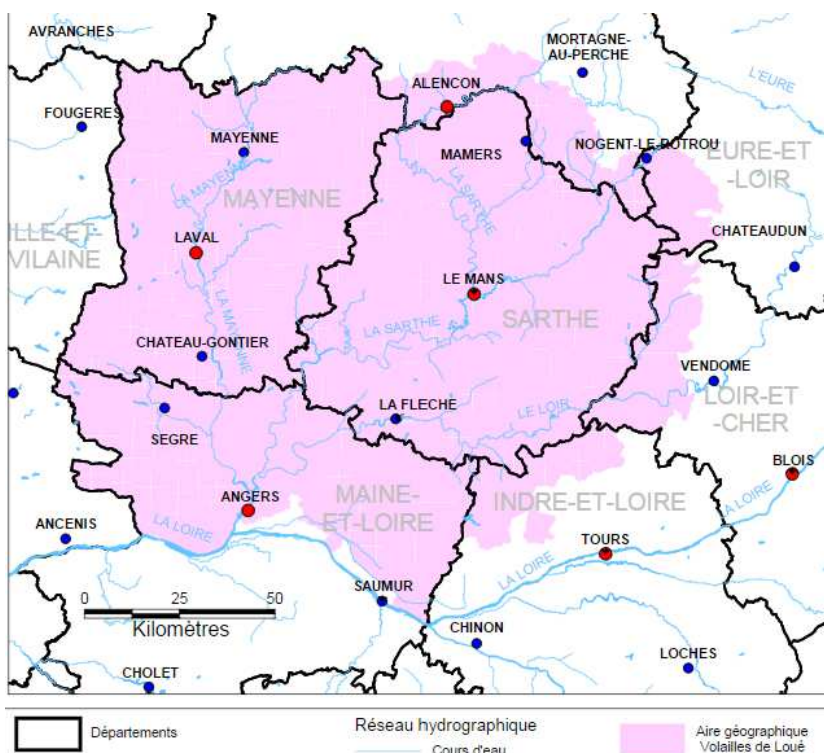 AVRANCHES
MORTAGNE-
AU-PERCHE
ALENCON
L'EURE
FOUGERES
MAYENNE
MAMERS
NOGENT-LE-ROTROU
EURE-ET
-LOIR
LA MAYENNE
MAYENNE
LA SARTHE
ILLE-ET-
VILAINE
LAVAL
CHATEAUDUN
LE MANS
LA MAYENNE
LA SARTHE
SARTHE
CHATEAU-GONTIER
VENDOME
LA FLECHE
LE LOIR
LOIR-ET
-CHER
SEGRE
BLOIS
ANGERS
MAINE-
ET-LOIRE
INDRE-ET-LOIRE
LA LOIRE
ANCENIS
LA LOIRE
TOURS
LA LOIRE
SAUMUR
0 25 50
Kilomètres
CHINON
LOCHES
CHOLET
Départements
Réseau hydrographique
Cours d'eau
Aire géographique
Volailles de Loué